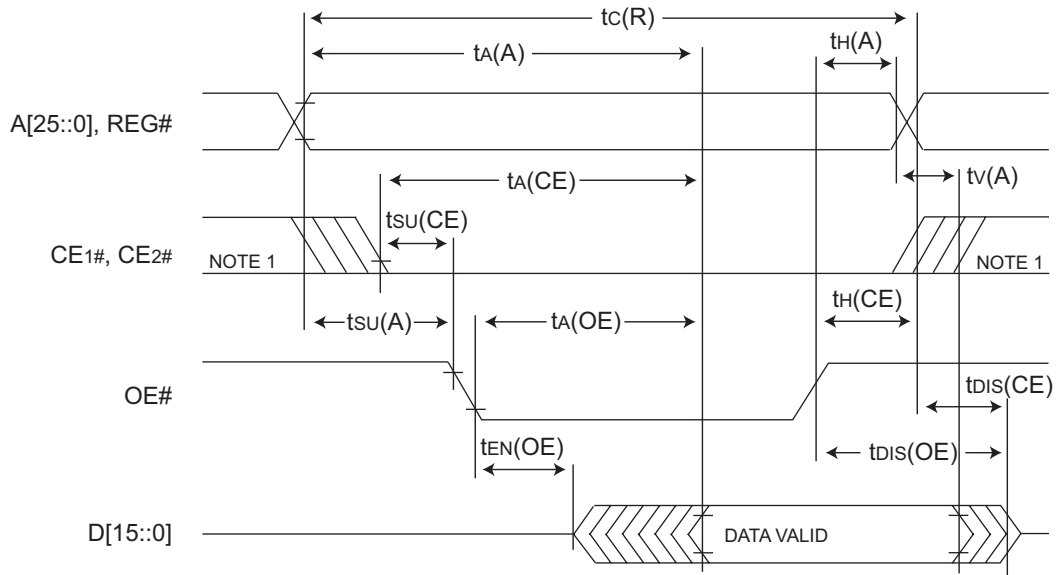 tC(R)
tA(A)
tH(A)
A[25::0], REG#
tA(CE)
tV(A)
tSU(CE)
CE1#, CE2#
NOTE 1
NOTE 1
tH(CE)
tSU(A)
tA(OE)
OE#
tDIS(CE)
tEN(OE)
tDIS(OE)
D[15::0]
DATA VALID